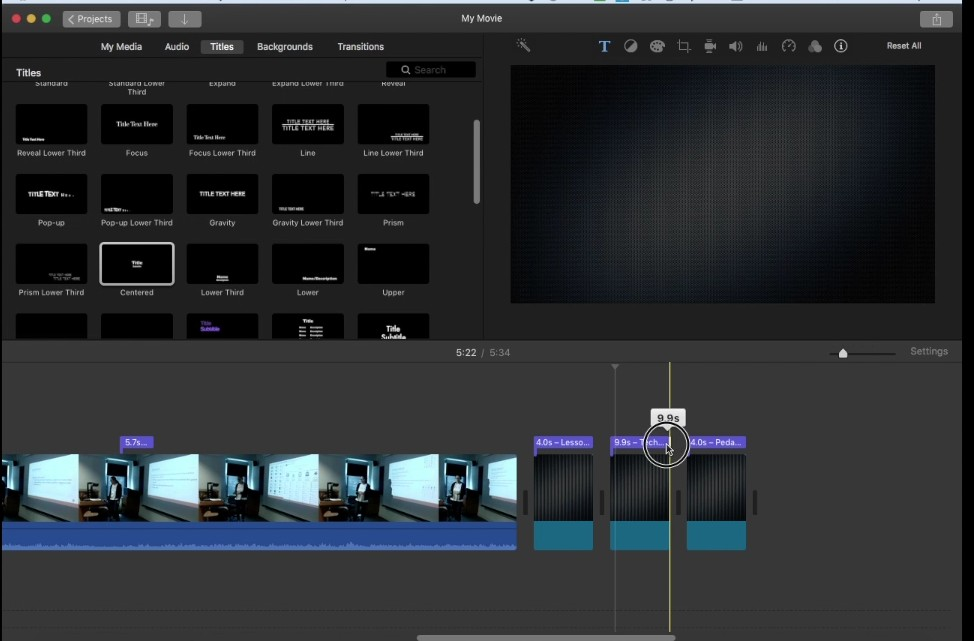 My Movie
Projects
My Media
Audio
Titles
Backgrounds
Transitions
Reset All
Titles
Search
Standard
Standard Lower Third
Expand
Expand Lower Third
Reveal
Title Text Here
Title Text Here
Title Text Here
TITLE TEXT HERE
TITLE TEXT HERE
Reveal Lower Third
Focus
Focus Lower Third
Line
Line Lower Third
TITLE TEXT
TITLE TEXT HERE
TITLE TEXT HERE
Pop-up
Pop-up Lower Third
Gravity
Gravity Lower Third
Prism
Title
Name
Name/Description
Name
Prism Lower Third
Centered
Lower Third
Lower
Upper
Title
Subtitle
Title
Title
Subtitle
5:22 / 5:34
Settings
9.9s
5.7s...
4.0s – Lesso...
9.9s – Tech...
4.0s – Peda...